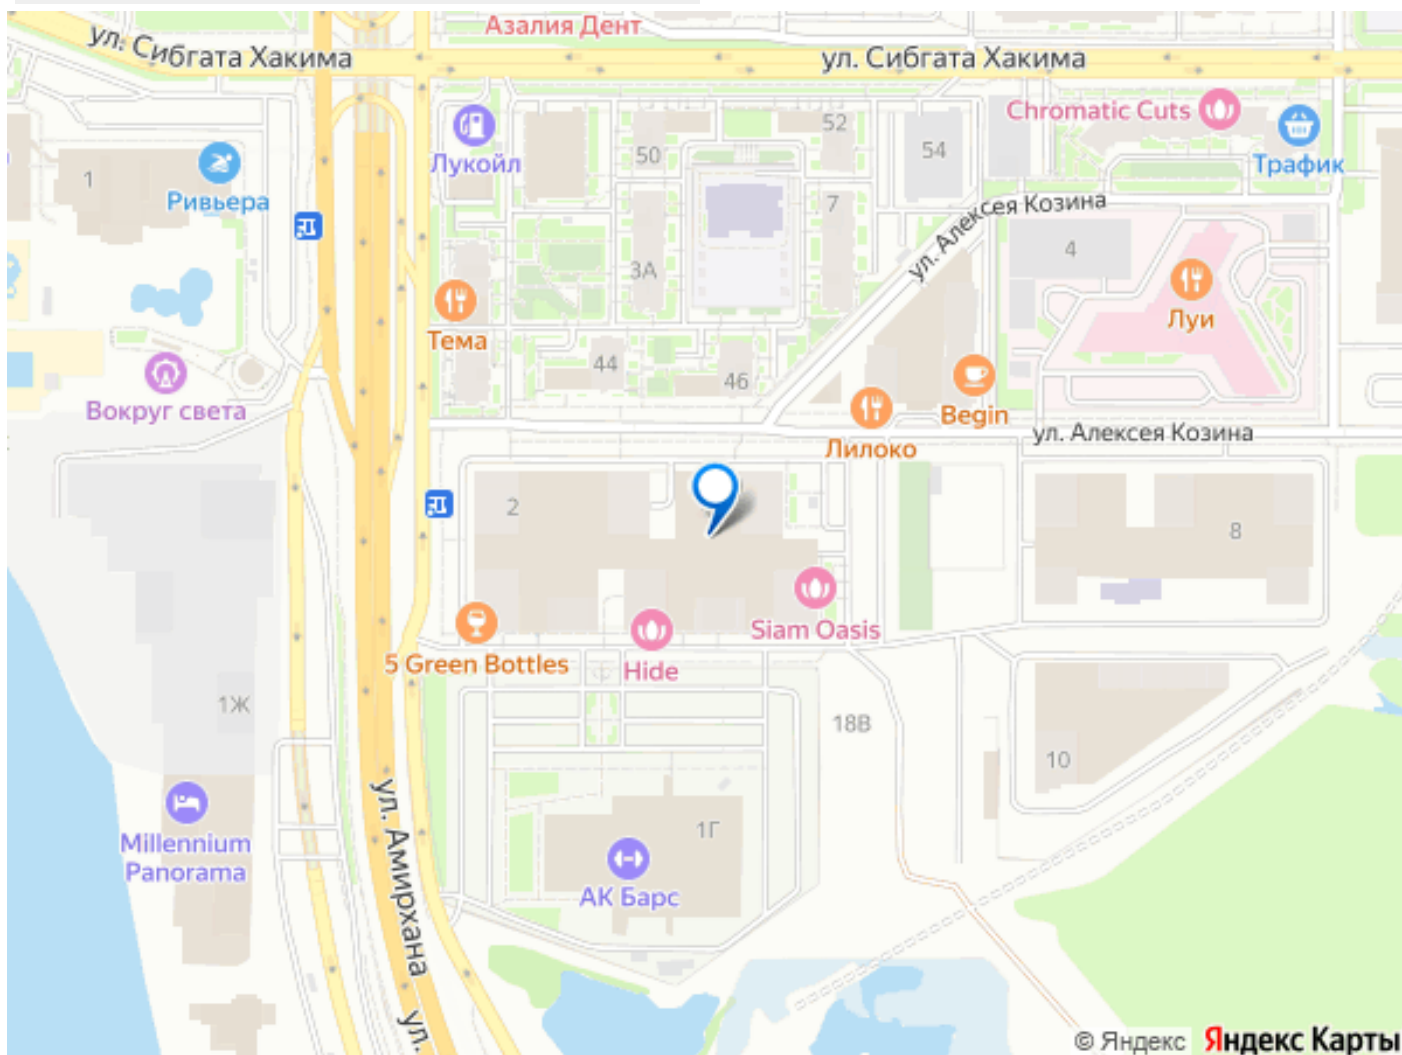 Азалия Дент
ул. Сибгата Хакима
ул. Сибгата Хакима
Chromatic Cuts
Трафик
Лукойл
52
50
54
1
Ривьера
7
ул. Алексея Козина
4
3А
Луи
Тема
44
46
Вокруг света
Begin
Лилоко
ул. Алексея Козина
2
8
Siam Oasis
5 Green Bottles
Hide
1Ж
18В
10
ул. Амирхана
1Г
Millennium
Panorama
АК Барс
ул.
© Яндекс Яндекс Карты